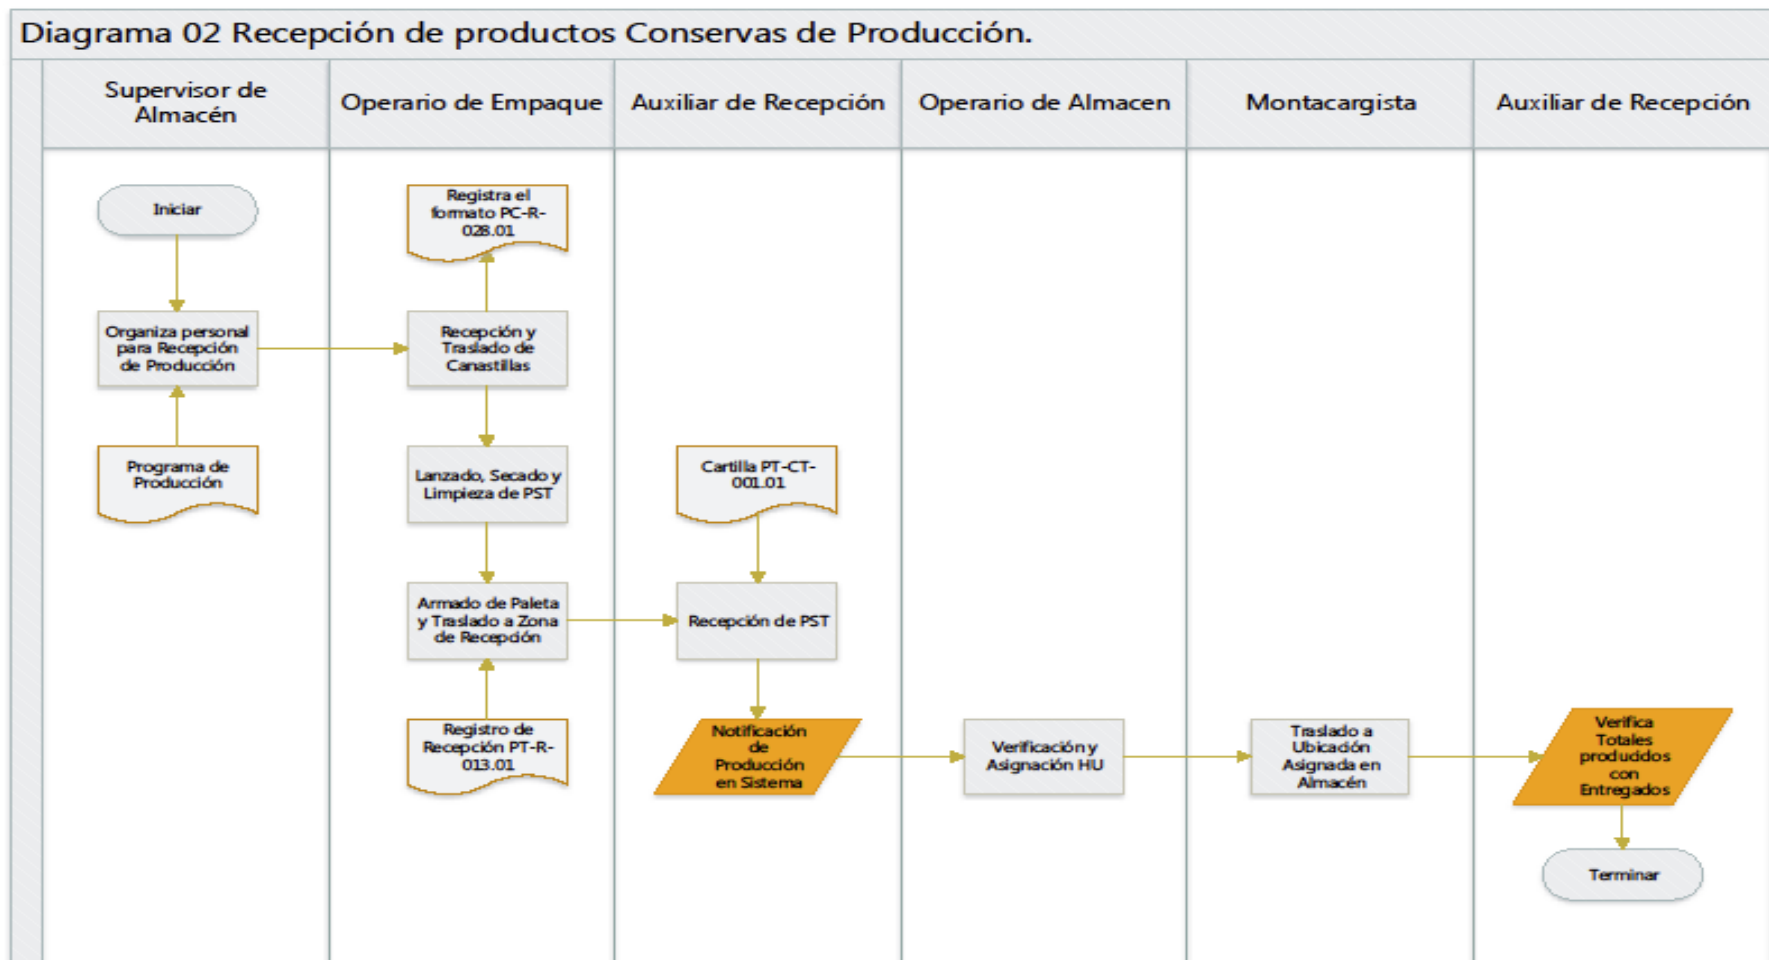 Diagrama 02 Recepción de productos Conservas de Producción.
Supervisor de
Almacén
Operario de Empaque
Auxiliar de Recepción
Operario de Almacen
Montacargista
Auxiliar de Recepción
Iniciar
Registra el
formato PC-R-
028.01
Organiza personal
para Recepción
de Producción
Recepción y
Traslado de
Canastillas
Programa de
Producción
Lanzado, Secado y
Limpieza de PST
Cartilla PT-CT-
001.01
Armado de Paleta
y Traslado a Zona
de Recepción
Recepción de PST
Registro de
Recepción PT-R-
013.01
Notificación
de
Producción
en Sistema
Verificación y
Asignación HU
Traslado a
Ubicación
Asignada en
Almacén
Verifica
Totales
producidos
con
Entregados
Terminar